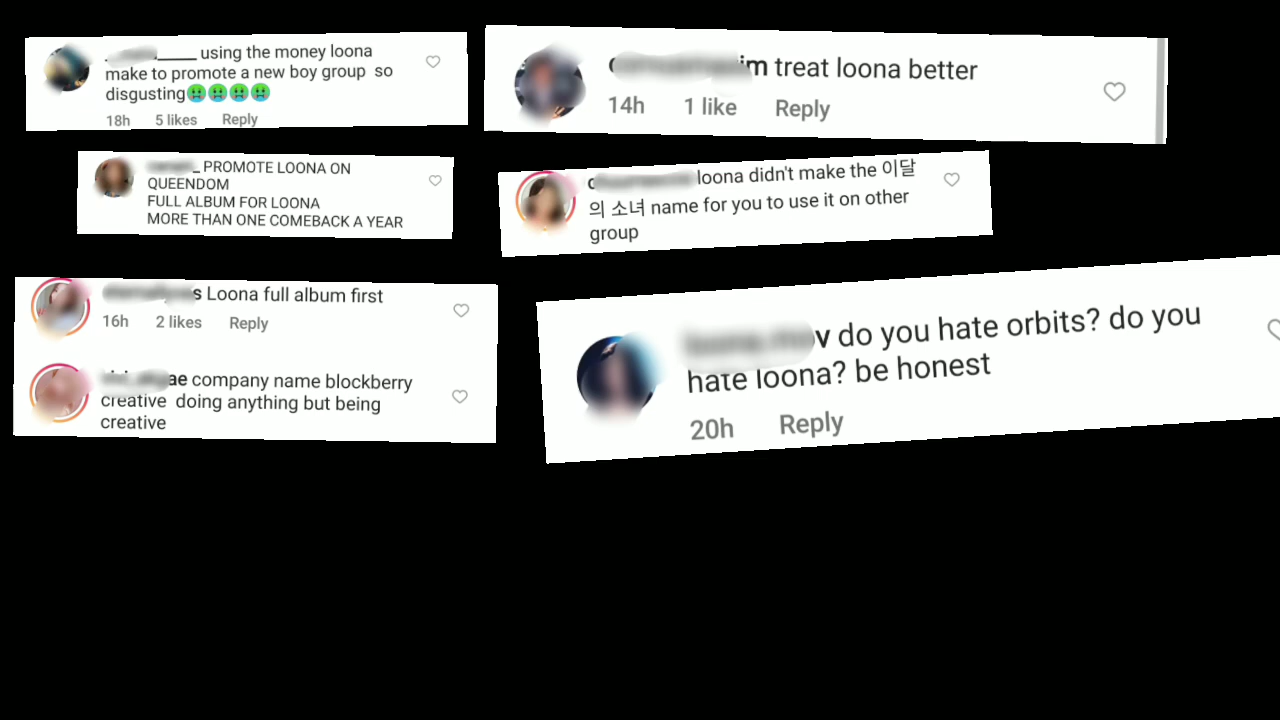 using the money loona
make to promote a new boy group so
disgusting🤢🤢🤢🤢
18h 5 likes Reply
treat loona better
14h 1 like Reply
PROMOTE LOONA ON
QUEENDOM
FULL ALBUM FOR LOONA
MORE THAN ONE COMEBACK A YEAR
loona didn't make the 이달
의 소녀 name for you to use it on other
group
Loona full album first
16h 2 likes Reply
company name blockberry
creative doing anything but being
creative
do you hate orbits? do you
hate loona? be honest
20h Reply